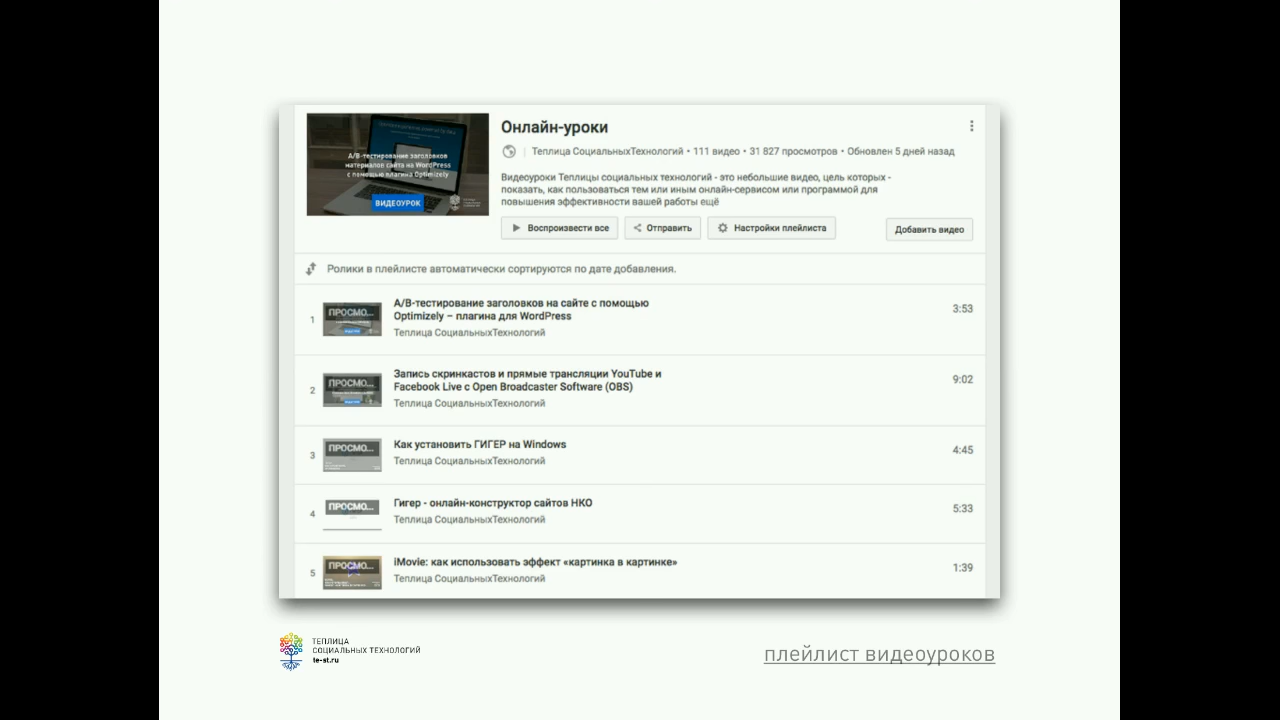 Онлайн-уроки
Теплица СоциальныхТехнологий • 111 видео • 31 827 просмотров • Обновлен 5 дней назад
А/В-тестирование заголовков
материалов сайта на WordPress
с помощью плагина Optimizely
ВИДЕОУРОК
Видеоуроки Теплицы социальных технологий - это небольшие видео, цель которых -
показать, как пользоваться тем или иным онлайн-сервисом или программой для
повышения эффективности вашей работы ещё
Воспроизвести все
Отправить
Настройки плейлиста
Добавить видео
Ролики в плейлисте автоматически сортируются по дате добавления.
1
ПРОСМО...
А/В-тестирование заголовков на сайте с помощью
Optimizely – плагина для WordPress
Теплица СоциальныхТехнологий
3:53
2
ПРОСМО...
Запись скринкастов и прямые трансляции YouTube и
Facebook Live с Open Broadcaster Software (OBS)
Теплица СоциальныхТехнологий
9:02
3
ПРОСМО...
Как установить ГИГЕР на Windows
Теплица СоциальныхТехнологий
4:45
4
ПРОСМО...
Гигер - онлайн-конструктор сайтов НКО
Теплица СоциальныхТехнологий
5:33
5
ПРОСМО...
iMovie: как использовать эффект «картинка в картинке»
Теплица СоциальныхТехнологий
1:39
ТЕПЛИЦА
СОЦИАЛЬНЫХ ТЕХНОЛОГИЙ
te-st.ru
плейлист видеоуроков